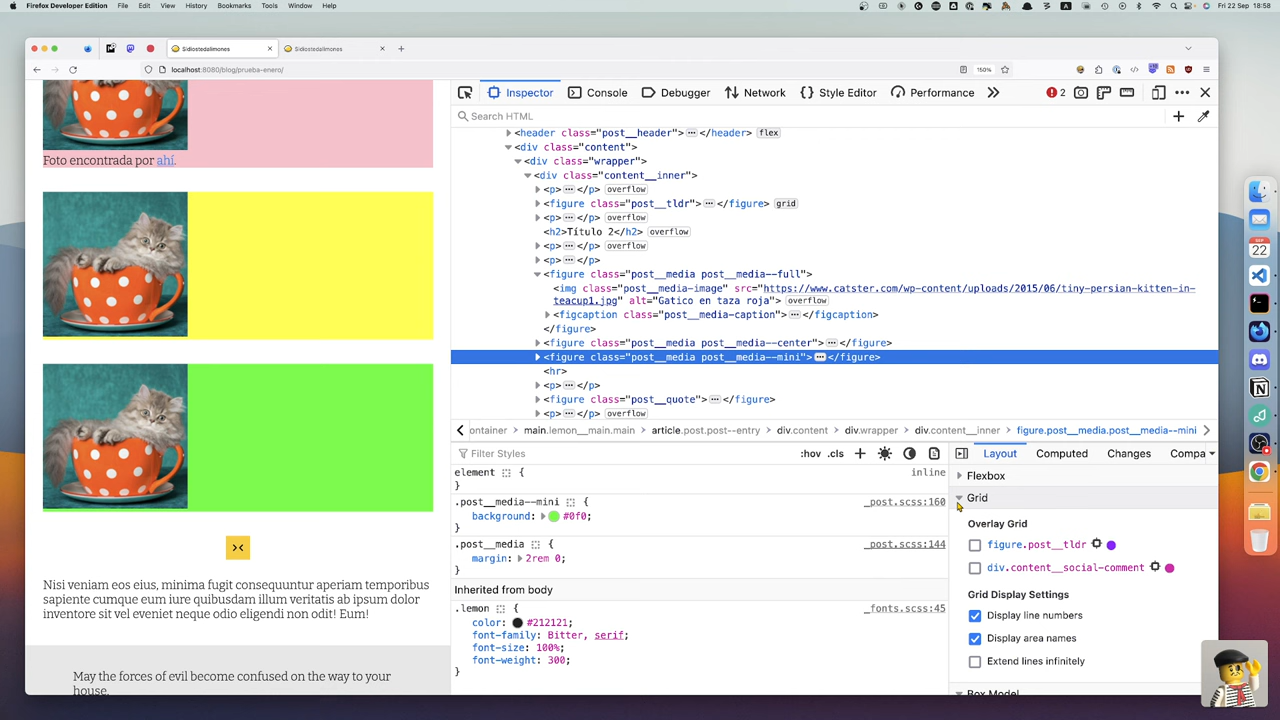 Firefox Developer Edition File Edit View History Bookmarks Tools Window Help
Fri 22 Sep 18:58
Sidiostedalimones
Sidiostedalimones
localhost:8080/blog/prueba-enero/
150%
Foto encontrada por ahí.
Nisi veniam eos eius, minima fugit consequuntur aperiam temporibus
sapiente cumque eum iure quibusdam illum veritatis ab ipsum dolor
inventore sit vel eveniet neque odio eligendi non odit! Eum!
May the forces of evil become confused on the way to your
house.
Inspector Console Debugger Network Style Editor Performance 2
Search HTML
<header class="post__header"> </header> flex
<div class="content">
<div class="wrapper">
<div class="content__inner">
<p> </p> overflow
<figure class="post__tldr"> </figure> grid
<p> </p> overflow
<h2>Título 2</h2> overflow
<p> </p> overflow
<p> </p>
<figure class="post__media post__media--full">
<img class="post__media-image" src="https://www.catster.com/wp-content/uploads/2015/06/tiny-persian-kitten-in-
teacup1.jpg" alt="Gatico en taza roja"> overflow
<figcaption class="post__media-caption"> </figcaption>
</figure>
<figure class="post__media post__media--center"> </figure>
<figure class="post__media post__media--mini"> </figure>
<hr>
<p> </p>
<figure class="post__quote"> </figure>
<p> </p> overflow
ontainer main.lemon__main.main article.post.post--entry div.content div.wrapper div.content__inner figure.post__media.post__media--mini
Filter Styles
:hov .cls
element { inline
}
.post__media--mini { _post.scss:160
background: #0f0;
}
.post__media { _post.scss:144
margin: 2rem 0;
}
Inherited from body
.lemon { _fonts.scss:45
color: #212121;
font-family: Bitter, serif;
font-size: 100%;
font-weight: 300;
}
Layout Computed Changes Compa
Flexbox
Grid
Overlay Grid
figure.post__tldr
div.content__social-comment
Grid Display Settings
Display line numbers
Display area names
Extend lines infinitely
Box Model
SEP
22